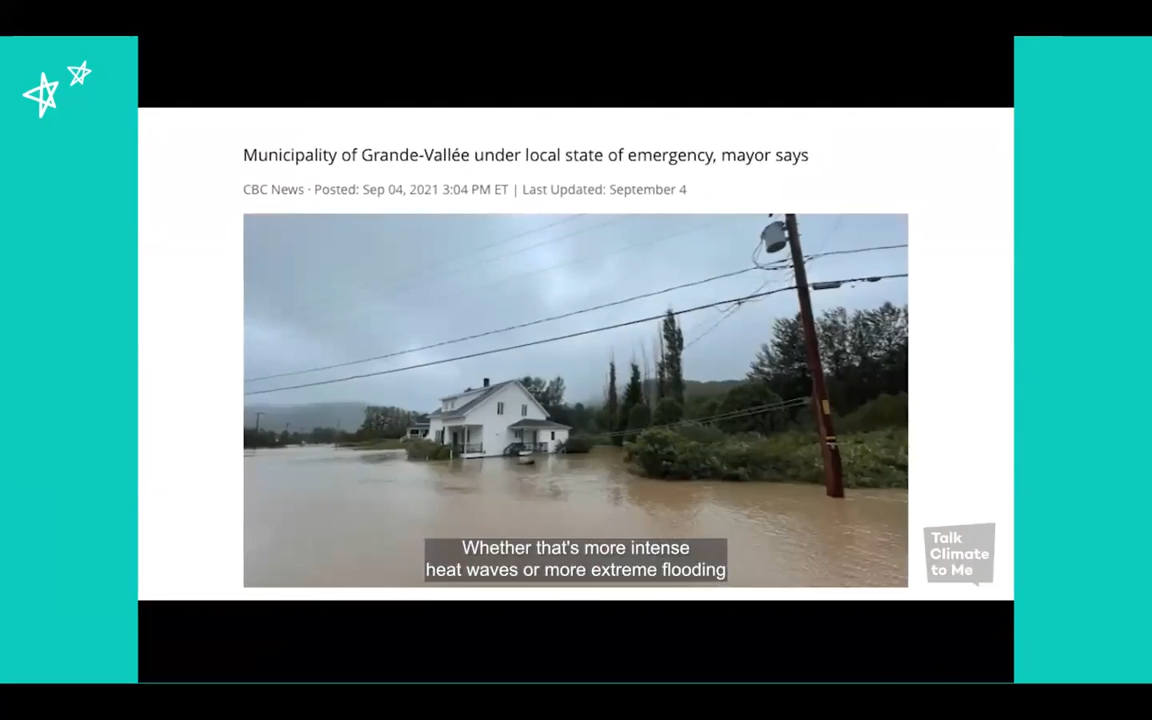 Municipality of Grande-Vallée under local state of emergency, mayor says
CBC News · Posted: Sep 04, 2021 3:04 PM ET | Last Updated: September 4
Whether that's more intense
heat waves or more extreme flooding
Talk
Climate
to Me